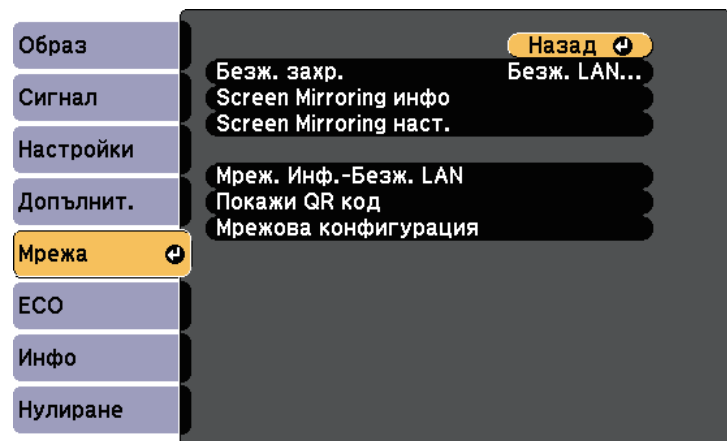 Образ
Сигнал
Настройки
Допълнит.
Мрежа
ECO
Инфо
Нулиране
Назад
Безж. захр. Безж. LAN...
Screen Mirroring инфо
Screen Mirroring наст.
Мреж. Инф.-Безж. LAN
Покажи QR код
Мрежова конфигурация